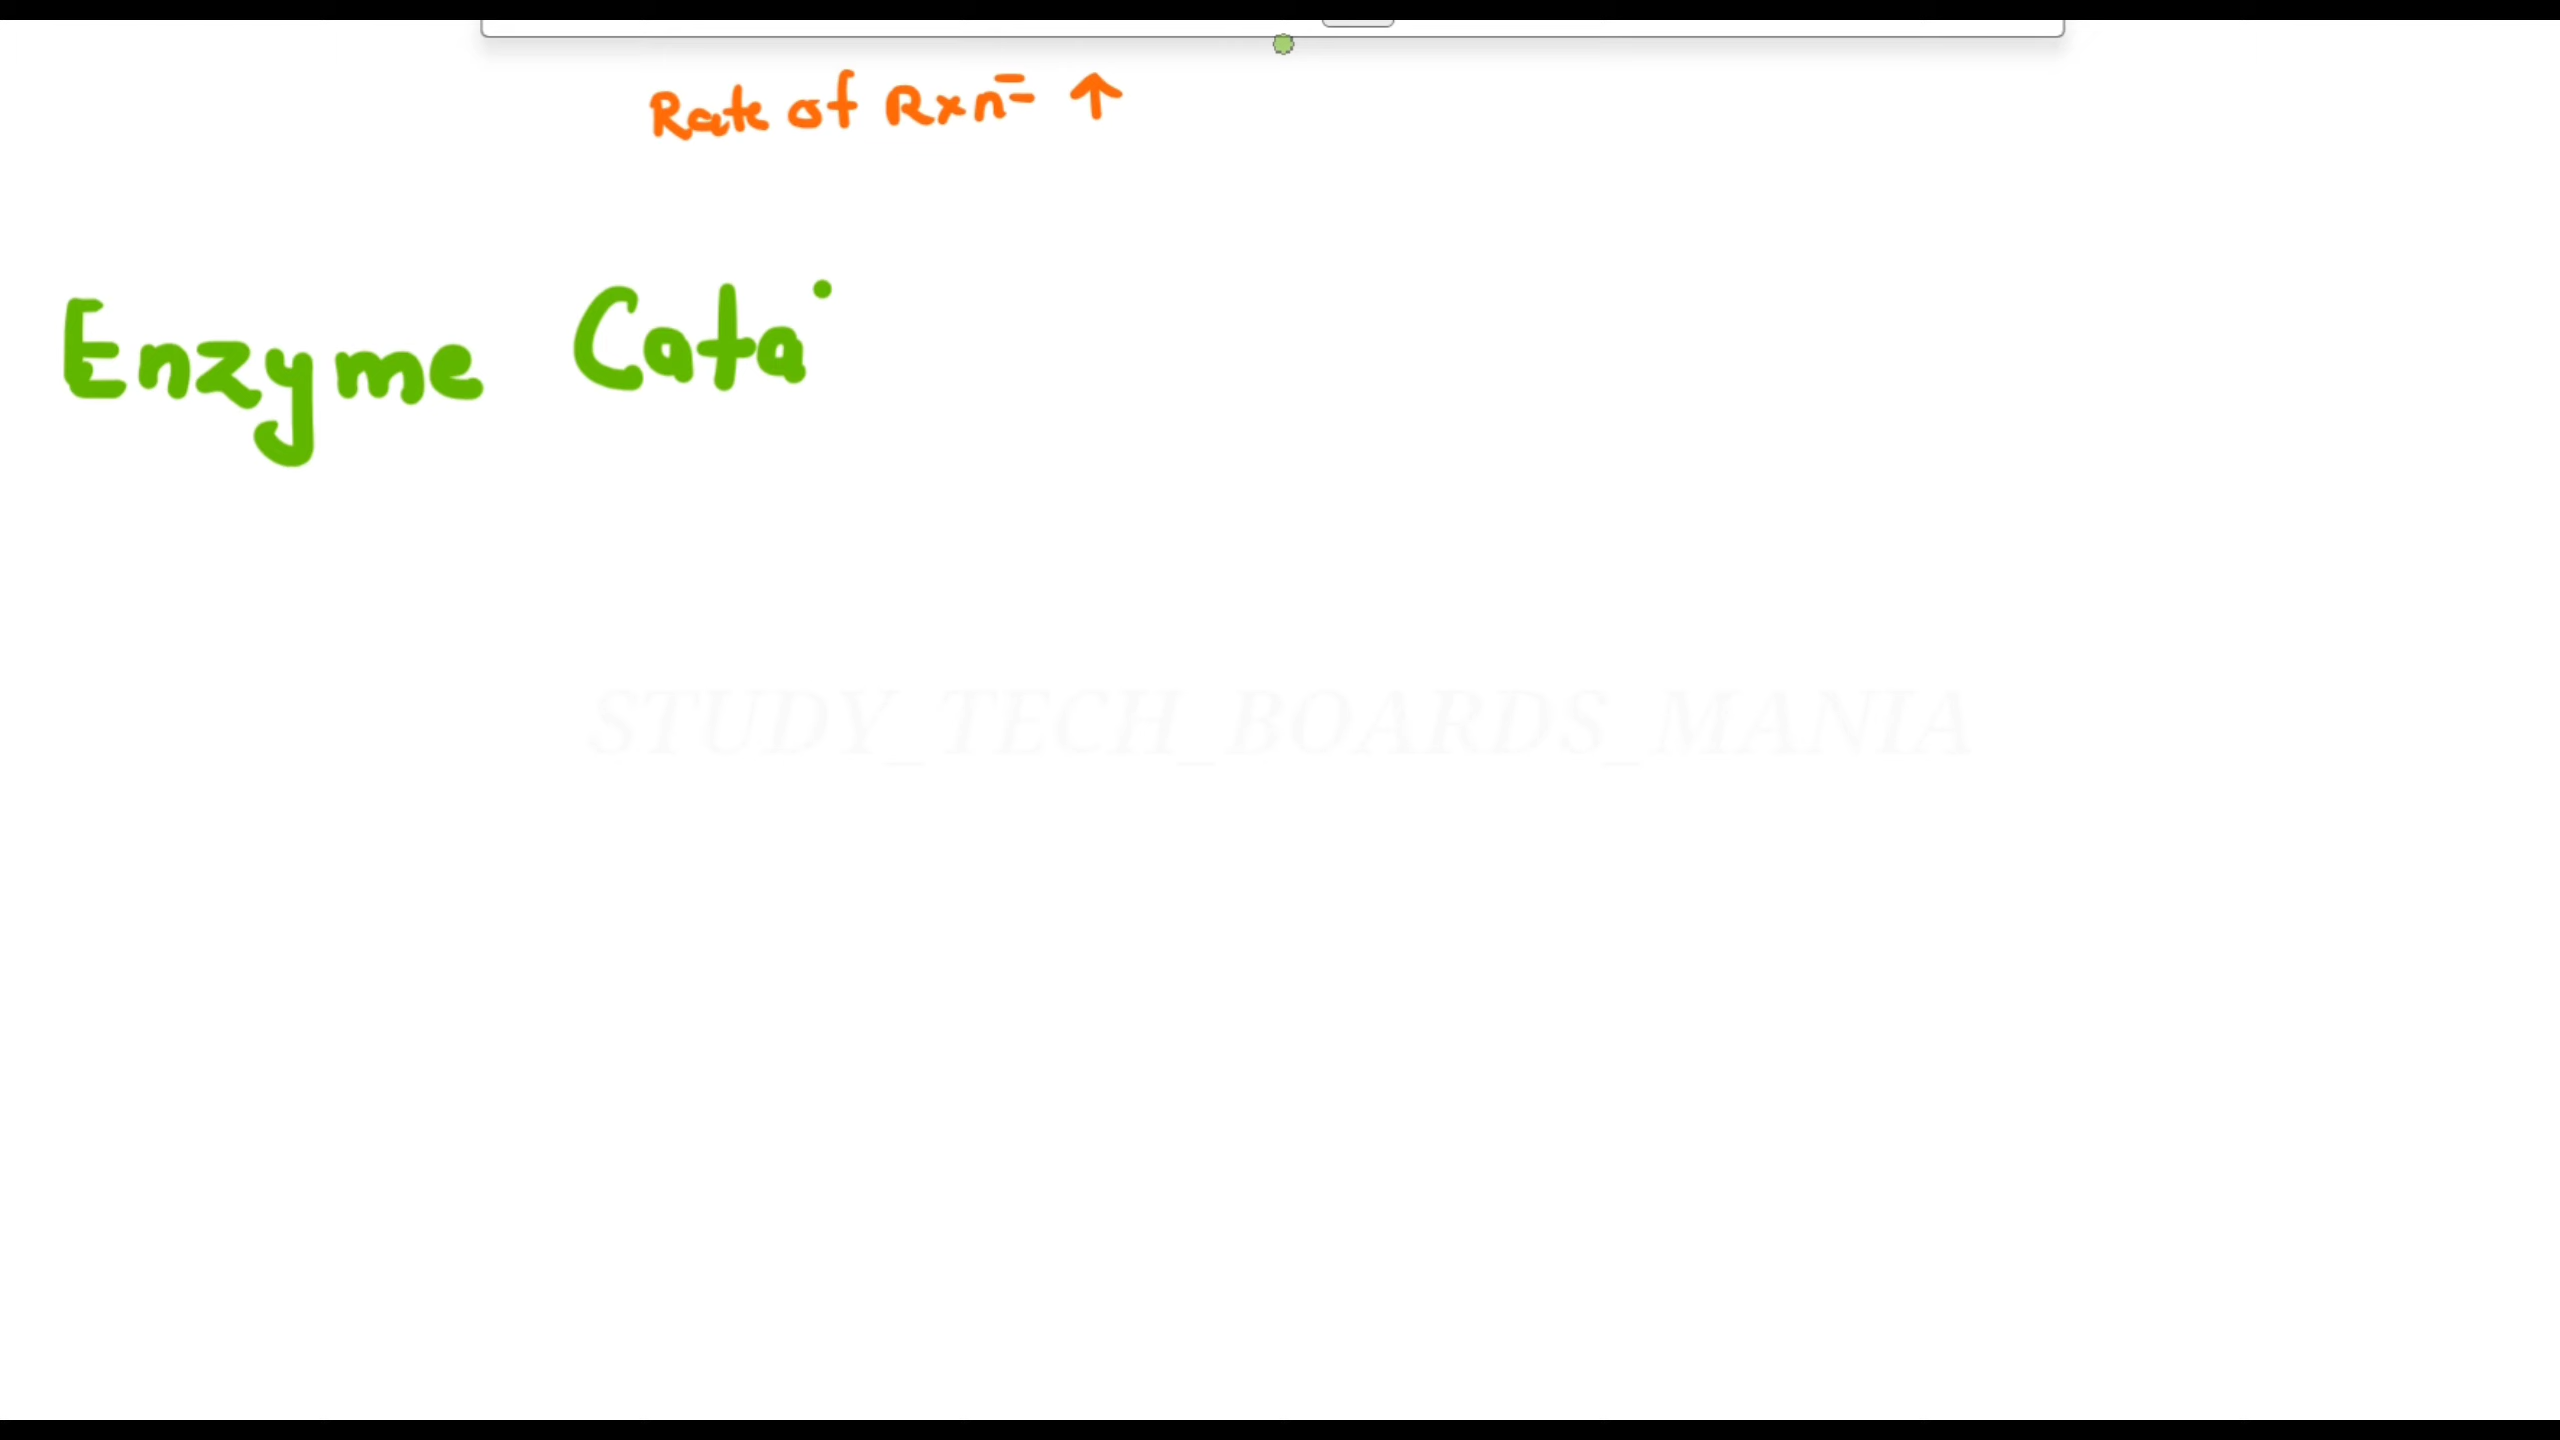 Rate of Rxn= ↑
Enzyme Cata
STUDY_TECH_BOARDS_MANIA